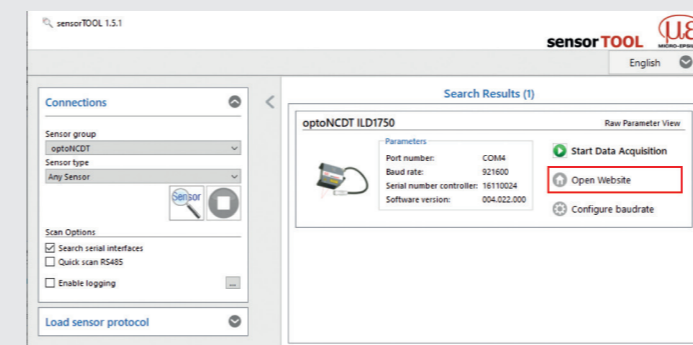 sensorTOOL 1.5.1
sensorTOOL
MICRO-EPSILON
English
Connections
Sensor group
optoNCDT
Sensor type
Any Sensor
Sensor
Scan Options
Search serial interfaces
Quick scan RS485
Enable logging
...
Load sensor protocol
Search Results (1)
optoNCDT ILD1750
Raw Parameter View
Parameters
Port number: COM4
Baud rate: 921600
Serial number controller: 16110024
Software version: 004.022.000
Start Data Acquisition
Open Website
Configure baudrate